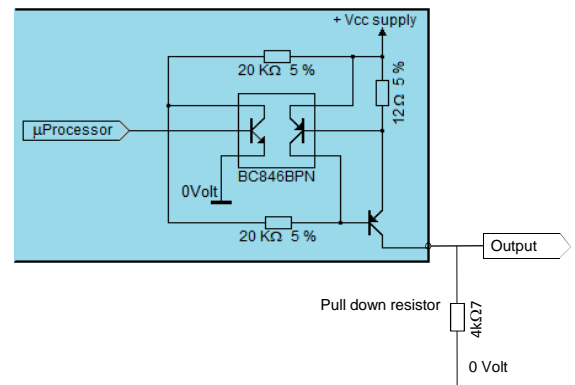 + Vcc supply
20 KΩ 5 %
12Ω 5 %
µProcessor
BC846BPN
0Volt
20 KΩ 5 %
Output
Pull down resistor
4kΩ7
0 Volt